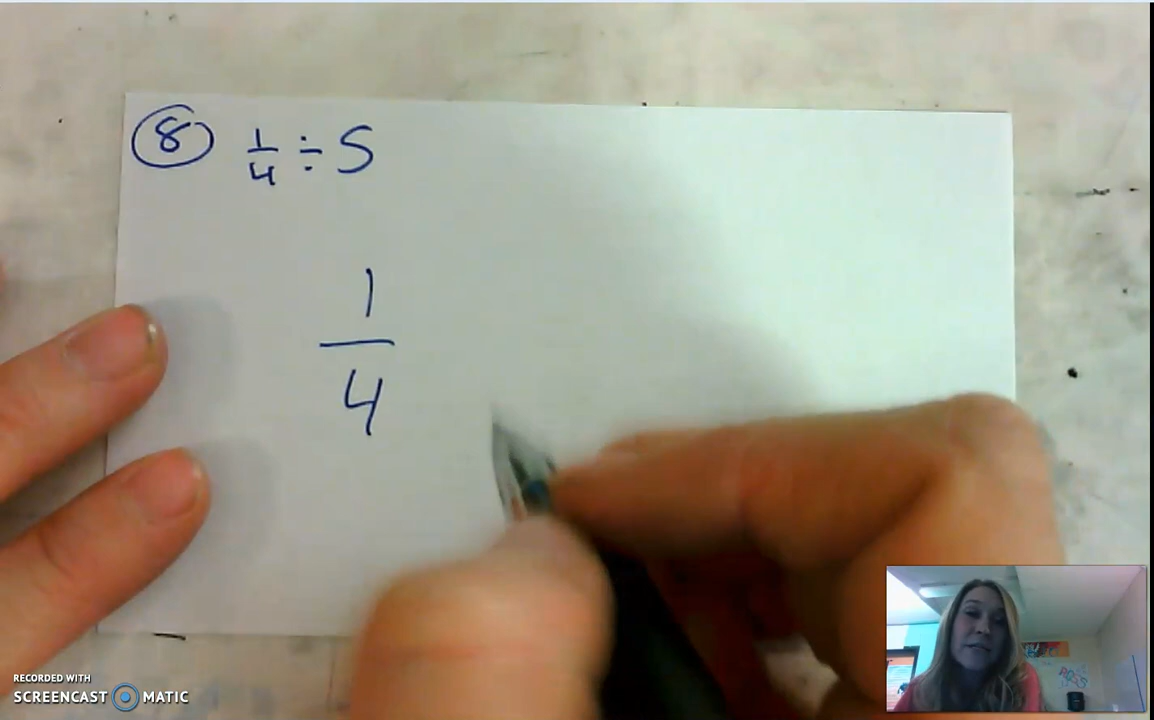 ⑧ 1/4 ÷ 5
1
4
RECORDED WITH
SCREENCAST MATIC